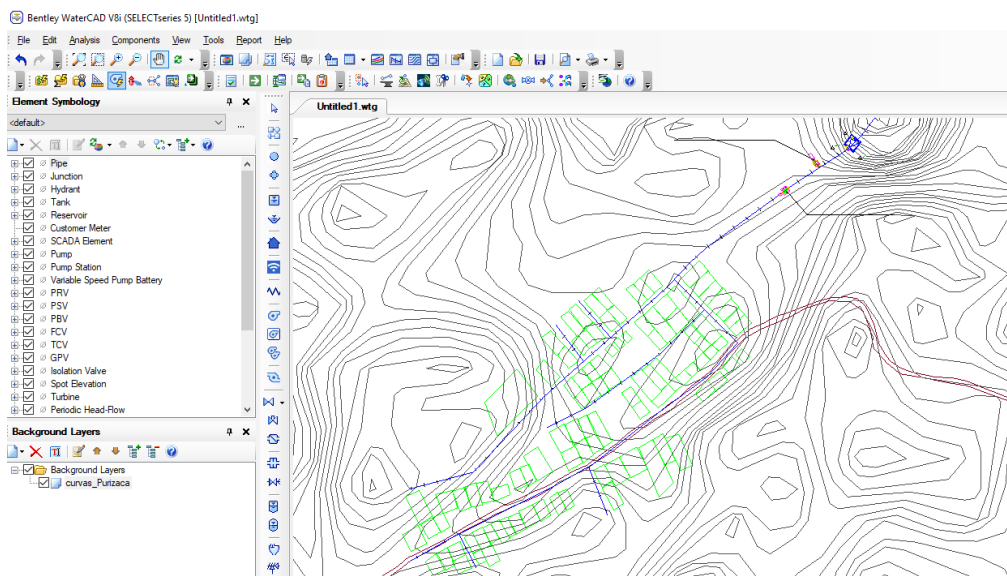 Bentley WaterCAD V8i (SELECTseries 5) [Untitled1.wtg]
File Edit Analysis Components View Tools Report Help
Element Symbology
Untitled1.wtg
<default>
...
Pipe
Junction
Hydrant
Tank
Reservoir
Customer Meter
SCADA Element
Pump
Pump Station
Variable Speed Pump Battery
PRV
PSV
PBV
FCV
TCV
GPV
Isolation Valve
Spot Elevation
Turbine
Periodic Head-Flow
Background Layers
Background Layers
curvas_Purizaca